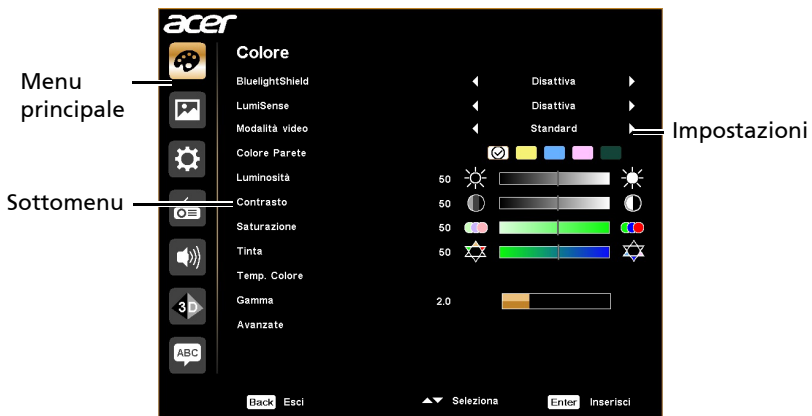 acer
Colore
BluelightShield Disattiva
LumiSense Disattiva
Modalità video Standard
Colore Parete
Luminosità 50
Contrasto 50
Saturazione 50
Tinta 50
Temp. Colore
Gamma 2.0
Avanzate
3D
ABC
Back Esci Seleziona Enter Inserisci
Menu
principale
Sottomenu
Impostazioni